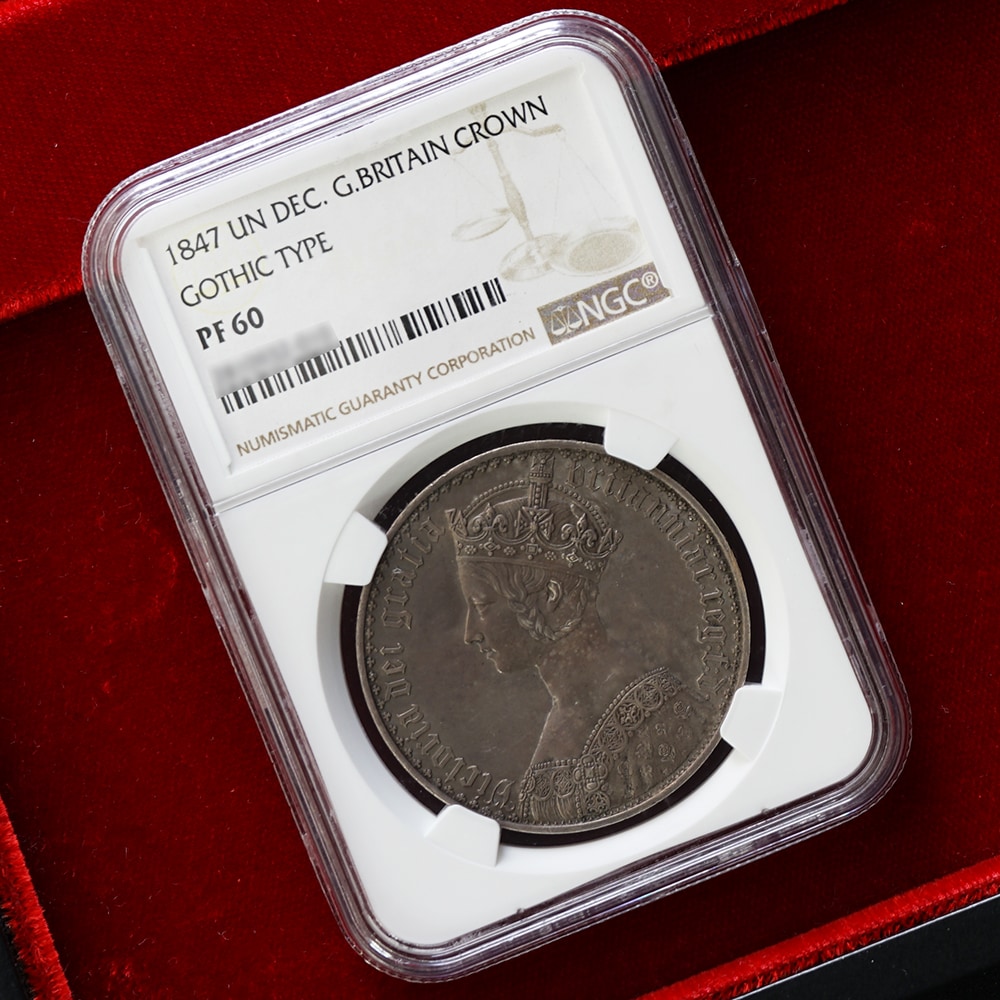 1847 UN DEC. G.BRITAIN CROWN
GOTHIC TYPE
PF 60
NGC®
NUMISMATIC GUARANTY CORPORATION
Victoria dei gratia britanniar reg